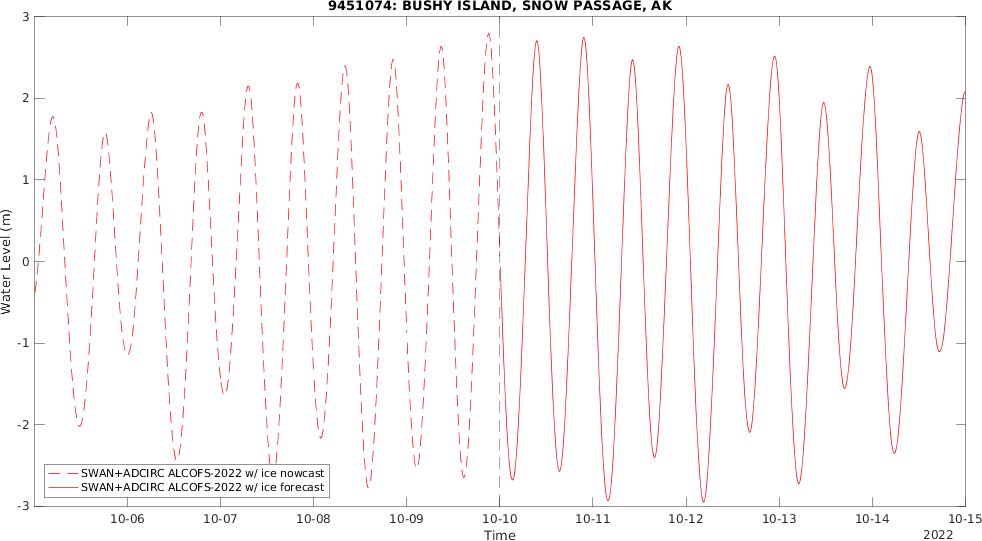 9451074: BUSHY ISLAND, SNOW PASSAGE, AK
3
2
1
0
-1
-2
-3
Water Level (m)
SWAN+ADCIRC ALCOFS-2022 w/ ice nowcast
SWAN+ADCIRC ALCOFS-2022 w/ ice forecast
10-06 10-07 10-08 10-09 10-10 10-11 10-12 10-13 10-14 10-15
Time
2022